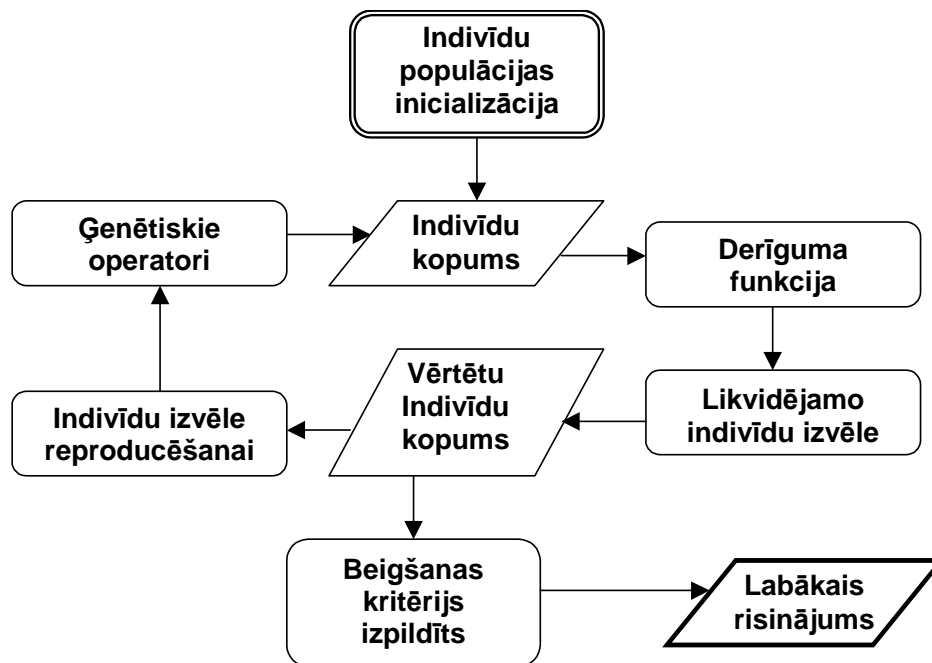 Indivīdu
populācijas
inicializācija
Ģenētiskie
operatori
Indivīdu
kopums
Derīguma
funkcija
Vērtētu
Indivīdu
kopums
Likvidējamo
indivīdu izvēle
Indivīdu izvēle
reproducēšanai
Beigšanas
kritērijs
izpildīts
Labākais
risinājums